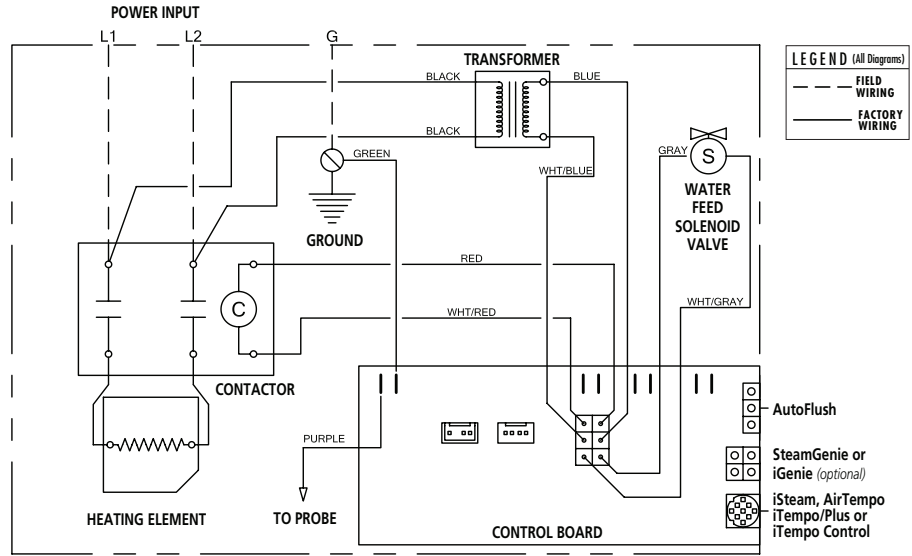 POWER INPUT
L1
L2
G
TRANSFORMER
BLACK
BLUE
LEGEND (All Diagrams)
FIELD
WIRING
FACTORY
WIRING
BLACK
GREEN
WHT/BLUE
GRAY
S
WATER
FEED
SOLENOID
VALVE
GROUND
RED
C
WHT/RED
WHT/GRAY
CONTACTOR
PURPLE
TO PROBE
HEATING ELEMENT
CONTROL BOARD
AutoFlush
SteamGenie or
iGenie (optional)
iSteam, AirTempo
iTempo/Plus or
iTempo Control